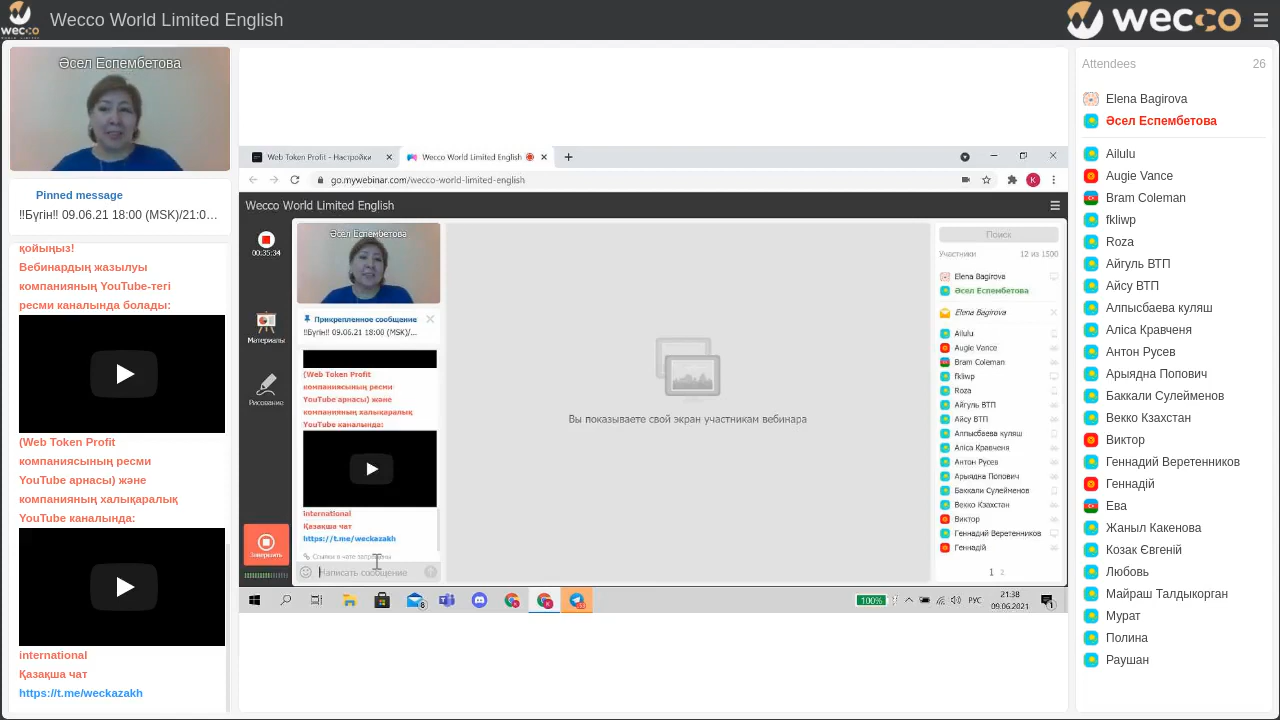 wecco
Wecco World Limited English
wecco
Әсел Еспембетова
Pinned message
‼Бүгін‼ 09.06.21 18:00 (MSK)/21:0…
қойыңыз!
Вебинардың жазылуы
компанияның YouTube-тегі
ресми каналында болады:
(Web Token Profit
компаниясының ресми
YouTube арнасы) және
компанияның халықаралық
YouTube каналында:
international
Қазақша чат
https://t.me/weckazakh
Web Token Profit - Настройки
Wecco World Limited English
go.mywebinar.com/wecco-world-limited-english
K
Wecco World Limited English
00:35:34
Материалы
Рисование
Завершить
Әсел Еспембетова
Прикрепленное сообщение
‼Бүгін‼ 09.06.21 18:00 (MSK)/...
(Web Token Profit
компаниясының ресми
YouTube арнасы) және
компанияның халықаралық
YouTube каналында:
international
Қазақша чат
https://t.me/weckazakh
Ссылки в чате запрещены
Написать сообщение
Вы показываете свой экран участникам вебинара
Поиск
Участники 12 из 1500
Elena Bagirova
Әсел Еспембетова
Elena Bagirova
Ailulu
Augie Vance
Bram Coleman
fkliwp
Roza
Айгуль ВТП
Айсу ВТП
Алпысбаева куляш
Аліса Кравченя
Антон Русев
Арыядна Попович
Баккали Сулейменов
Векко Кзахстан
Виктор
Геннадий Веретенников
Геннадій
1 2
8
100%
РУС
21:38
09.06.2021
1
Attendees 26
Elena Bagirova
Әсел Еспембетова
Ailulu
Augie Vance
Bram Coleman
fkliwp
Roza
Айгуль ВТП
Айсу ВТП
Алпысбаева куляш
Аліса Кравченя
Антон Русев
Арыядна Попович
Баккали Сулейменов
Векко Кзахстан
Виктор
Геннадий Веретенников
Геннадій
Ева
Жаныл Какенова
Козак Євгеній
Любовь
Майраш Талдыкорган
Мурат
Полина
Раушан